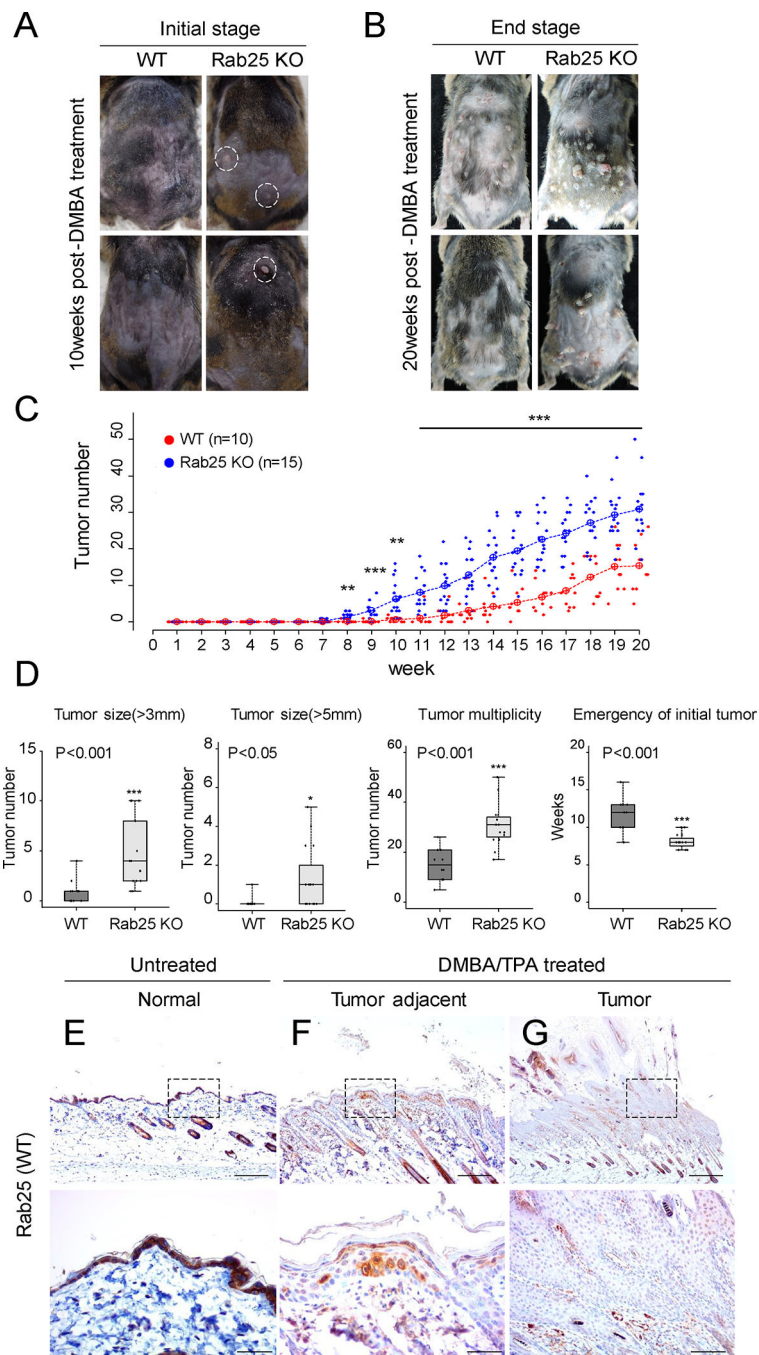 A
Initial stage
WT Rab25 KO
10weeks post-DMBA treatment
B
End stage
WT Rab25 KO
20weeks post -DMBA treatment
C
Tumor number
50
40
30
20
10
0
WT (n=10)
Rab25 KO (n=15)
**
***
**
***
0 1 2 3 4 5 6 7 8 9 10 11 12 13 14 15 16 17 18 19 20
week
D
Tumor size(>3mm)
P<0.001
***
Tumor number
15
10
5
0
WT Rab25 KO
Tumor size(>5mm)
P<0.05
*
Tumor number
8
6
4
2
0
WT Rab25 KO
Tumor multiplicity
P<0.001
***
Tumor number
60
40
20
0
WT Rab25 KO
Emergency of initial tumor
P<0.001
***
Weeks
20
15
10
5
0
WT Rab25 KO
Untreated
Normal
DMBA/TPA treated
Tumor adjacent
Tumor
E
F
G
Rab25 (WT)